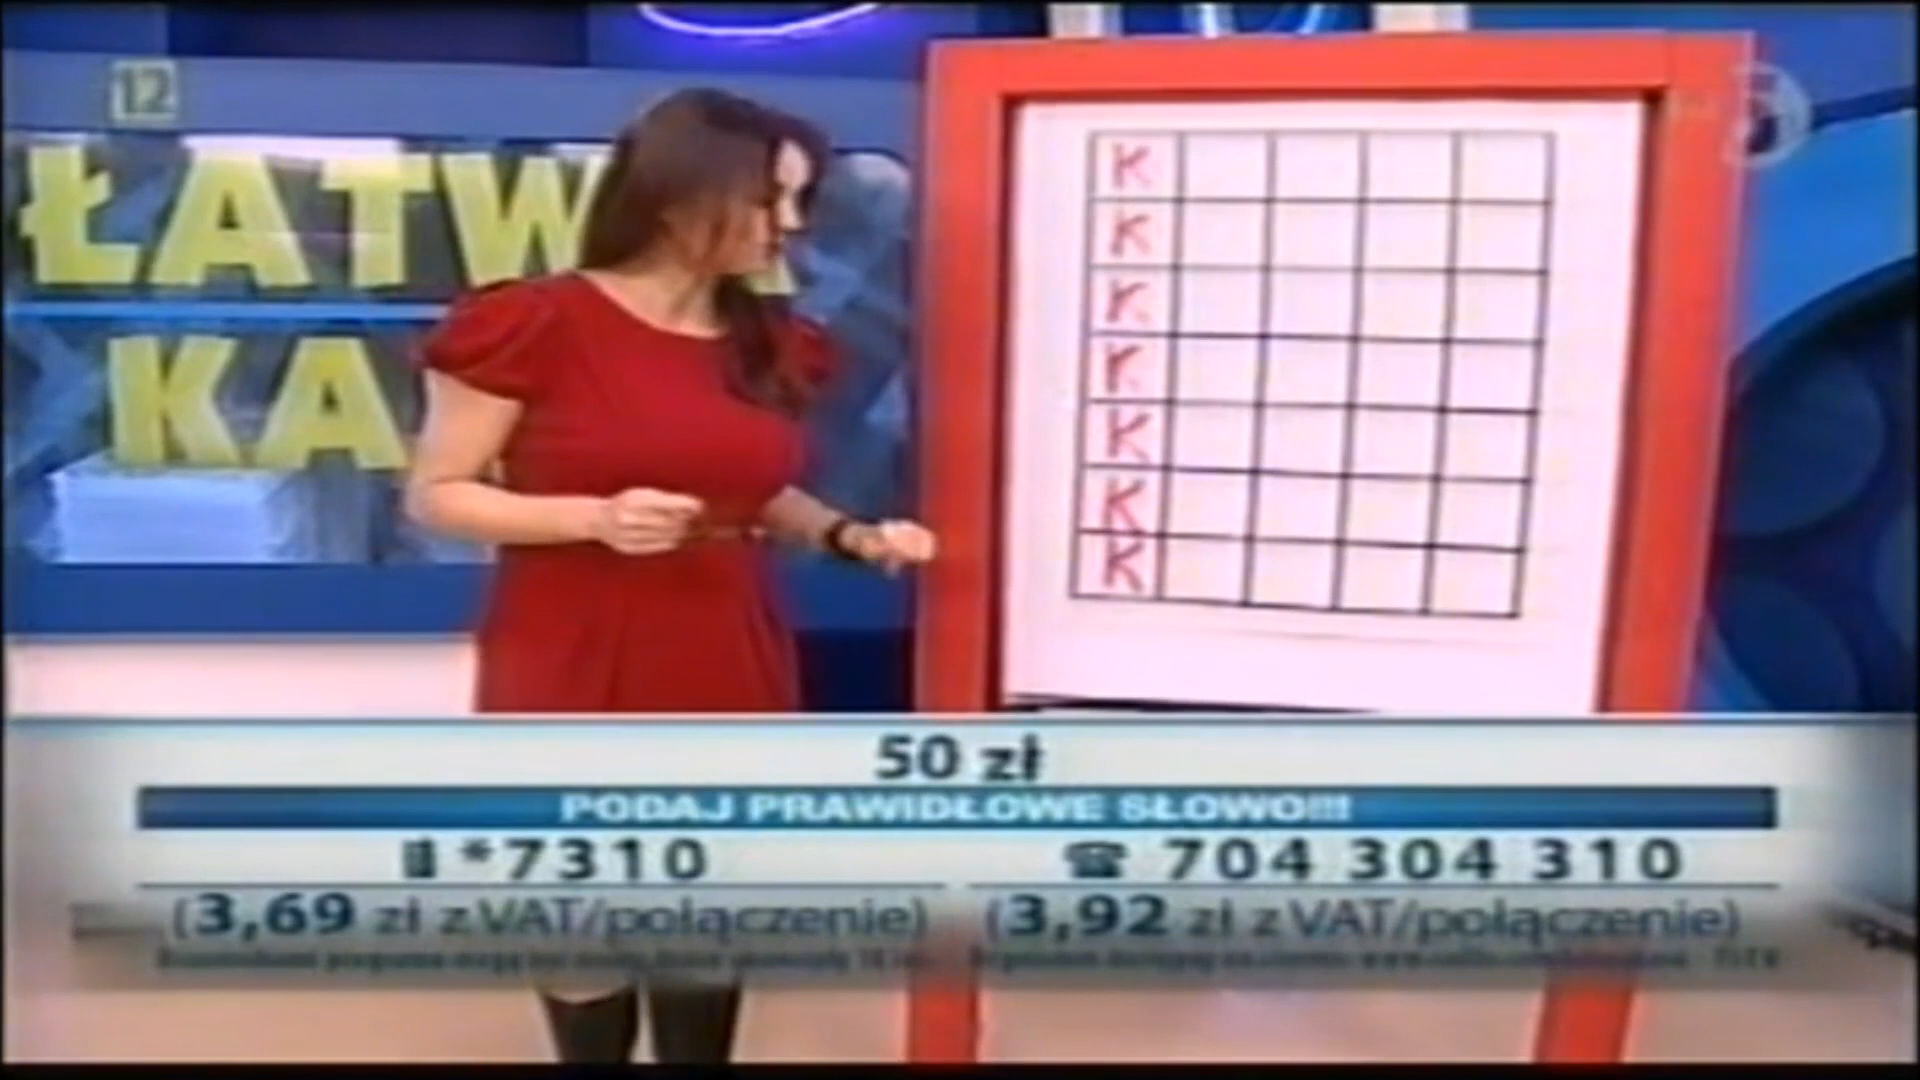 12
ŁATW
KA
K
K
K
K
K
K
K
50 zł
PODAJ PRAWIDŁOWE SŁOWO!!!
*7310
704 304 310
(3,69 zł z VAT/połączenie)
(3,92 zł z VAT/połączenie)